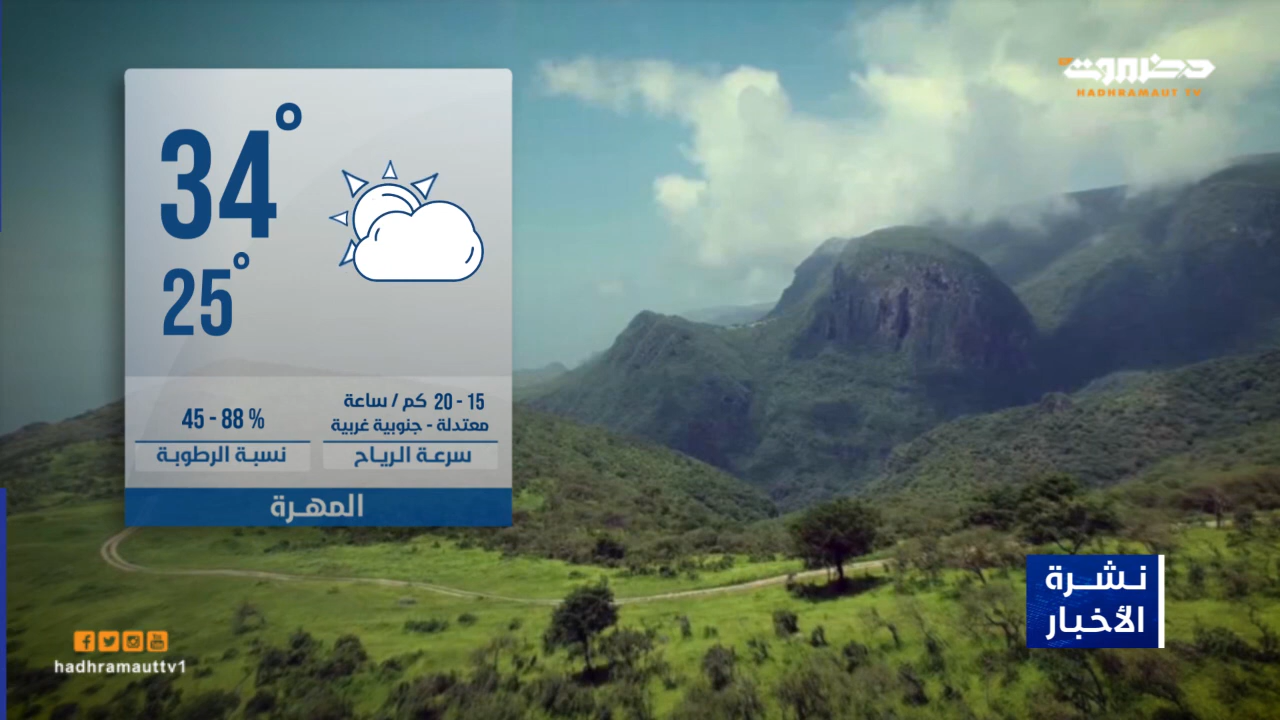 حضرموت
HADHRAMAUT TV
34°
25°
15 - 20 كم / ساعة
معتدلة - جنوبية غربية
سرعة الرياح
45 - 88 %
نسبة الرطوبة
المهرة
نشرة
الأخبار
hadhramauttv1